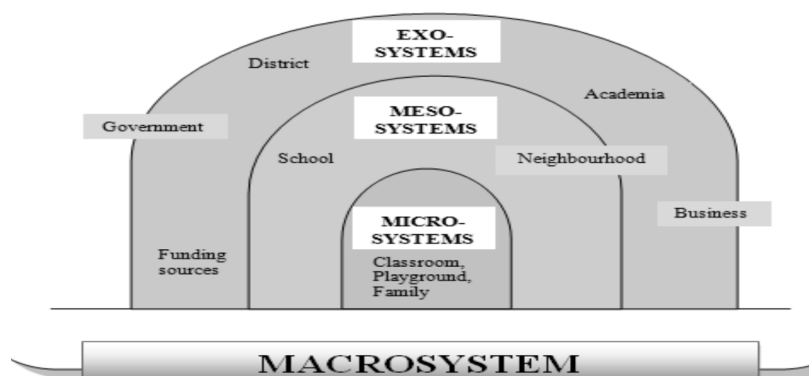 EXO-
SYSTEMS
District
Academia
MESO-
SYSTEMS
Government
School
Neighbourhood
MICRO-
SYSTEMS
Business
Funding
sources
Classroom,
Playground,
Family
MACROSYSTEM